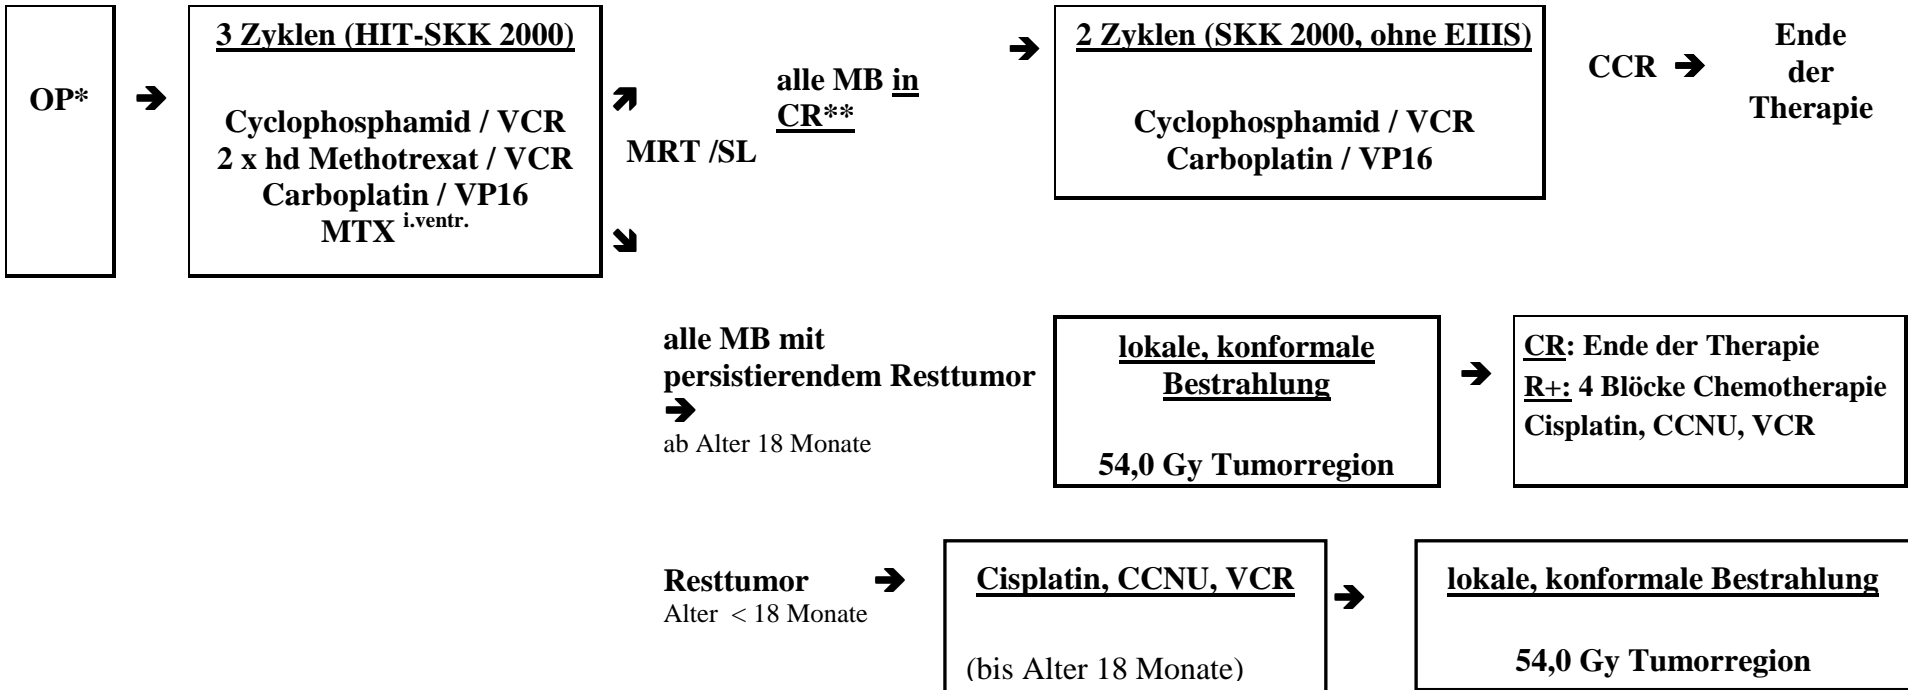 OP*
➔
3 Zyklen (HIT-SKK 2000)
Cyclophosphamid / VCR
2 x hd Methotrexat / VCR
Carboplatin / VP16
MTX i.ventr.
MRT /SL
alle MB in
CR**
➔
2 Zyklen (SKK 2000, ohne EIIIS)
Cyclophosphamid / VCR
Carboplatin / VP16
CCR ➔
Ende
der
Therapie
alle MB mit
persistierendem Resttumor
➔
ab Alter 18 Monate
lokale, konformale
Bestrahlung
54,0 Gy Tumorregion
➔
CR: Ende der Therapie
R+: 4 Blöcke Chemotherapie
Cisplatin, CCNU, VCR
Resttumor ➔
Alter < 18 Monate
Cisplatin, CCNU, VCR
(bis Alter 18 Monate)
➔
lokale, konformale Bestrahlung
54,0 Gy Tumorregion